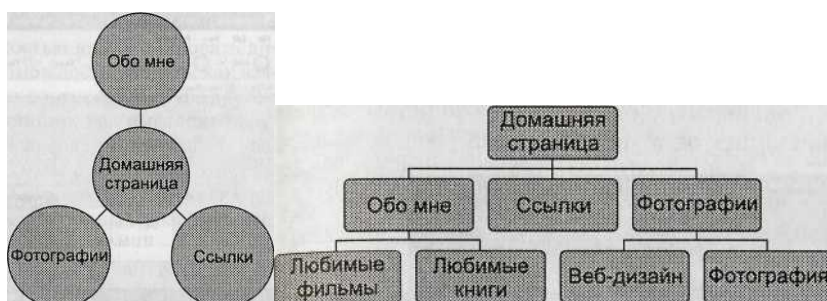 Обо мне
Домашняя
страница
Фотографии
Ссылки
Домашняя
страница
Обо мне
Ссылки
Фотографии
Любимые
фильмы
Любимые
книги
Веб-дизайн
Фотография